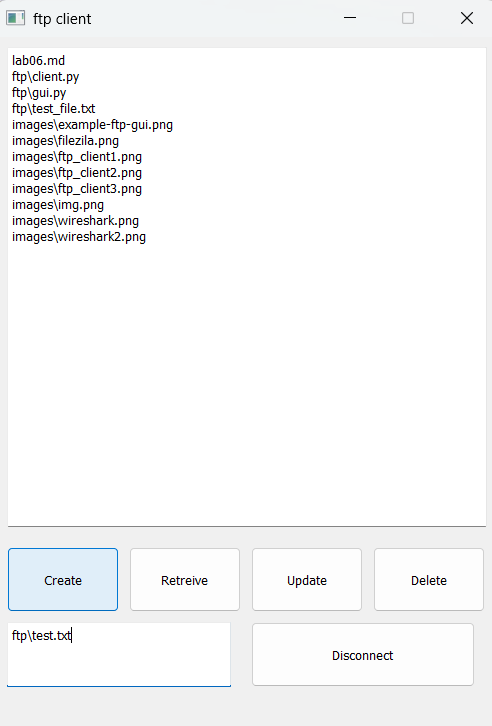 ftp client
lab06.md
ftp\client.py
ftp\gui.py
ftp\test_file.txt
images\example-ftp-gui.png
images\filezila.png
images\ftp_client1.png
images\ftp_client2.png
images\ftp_client3.png
images\img.png
images\wireshark.png
images\wireshark2.png
Create Retreive Update Delete
ftp\test.txt Disconnect